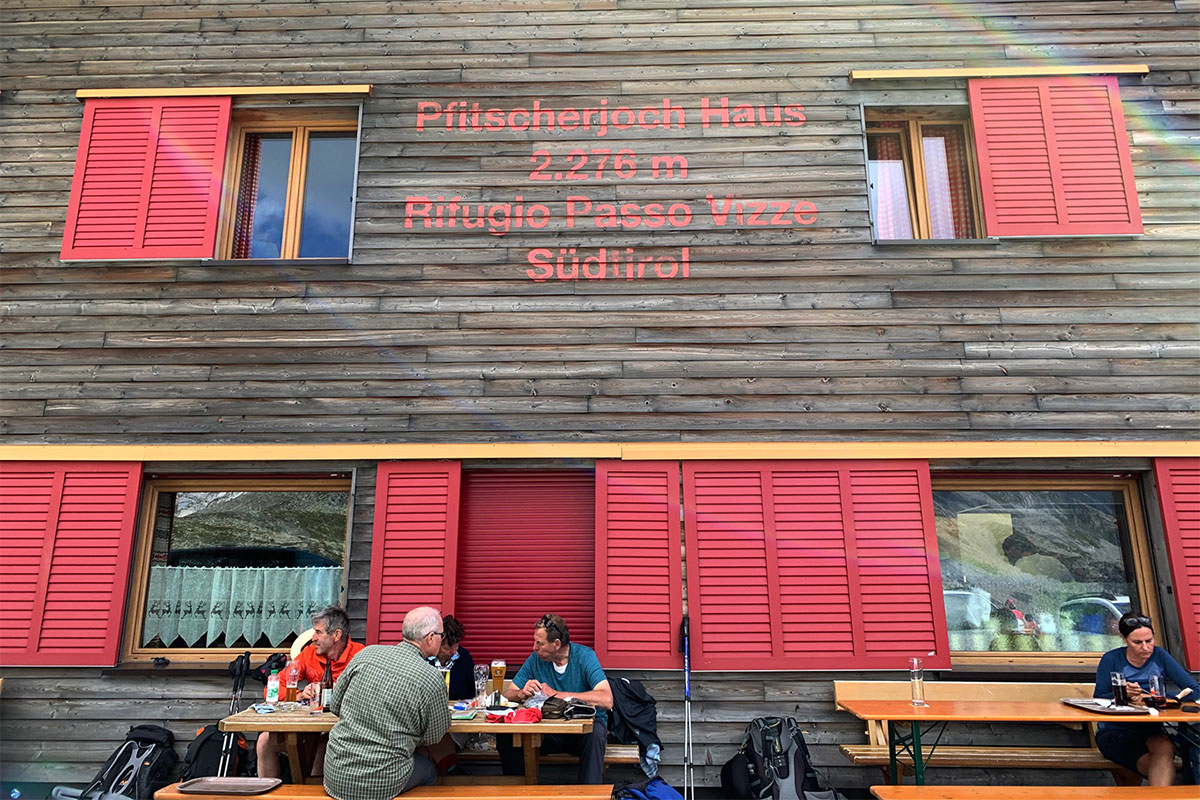 Pfitscherjoch Haus
2.276 m
Rifugio Passo Vizze
Südtirol